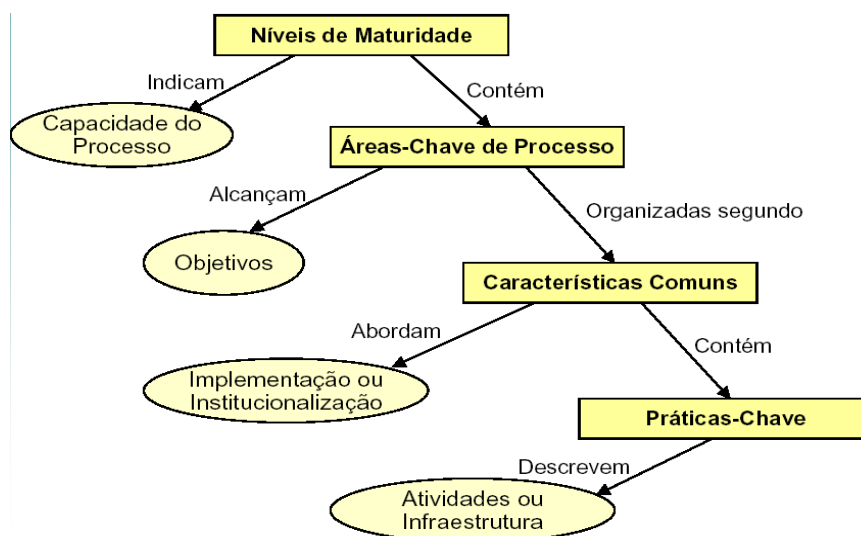 Níveis de Maturidade
Indicam
Contém
Capacidade do
Processo
Áreas-Chave de Processo
Alcançam
Organizadas segundo
Objetivos
Características Comuns
Abordam
Contém
Implementação ou
Institucionalização
Práticas-Chave
Descrevem
Atividades ou
Infraestrutura